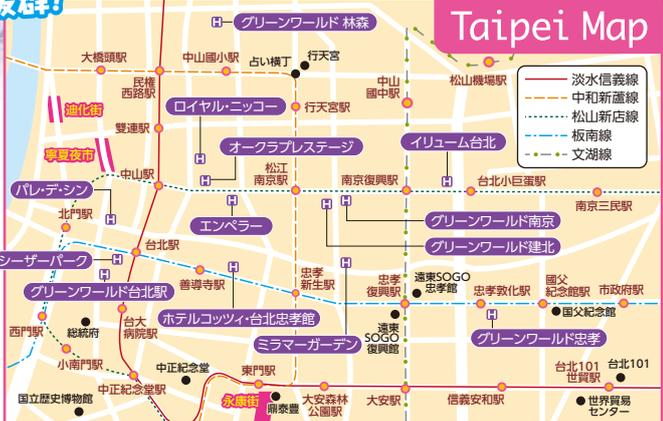 抜群!
Taipei Map
グリーンワールド 林森
大橋頭駅
中山國小駅
占い横丁
行天宮
民権
西路駅
中山
國中駅
松山機場駅
淡水信義線
中和新蘆線
松山新店線
板南線
文湖線
迪化街
ロイヤル・ニッコー
行天宮駅
雙連駅
寧夏夜市
オークラプレステージ
イリューム台北
中山駅
松江
南京駅
南京復興駅
台北小巨蛋駅
南京三民駅
パレ・デ・シン
北門駅
エンペラー
グリーンワールド南京
グリーンワールド建北
台北駅
シーザーパーク
善導寺駅
忠孝
新生駅
忠孝
復興駅
遠東SOGO
忠孝館
忠孝敦化駅
國父
紀念館駅
市政府駅
国父紀念館
グリーンワールド台北駅
西門駅
総統府
台大
病院駅
ホテルコッツィ・台北忠孝館
ミラマーガーデン
遠東
SOGO
復興館
グリーンワールド忠孝
小南門駅
中正紀念堂
中正紀念堂駅
東門駅
台北101
世貿駅
台北101
国立歴史博物館
永康街
鼎泰豊
大安森林
公園駅
大安駅
信義安和駅
世界貿易
センター